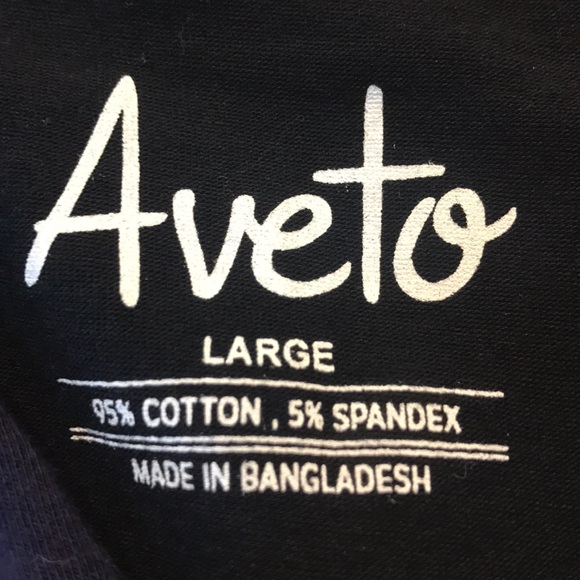 Aveto
LARGE
95% COTTON , 5% SPANDEX
MADE IN BANGLADESH